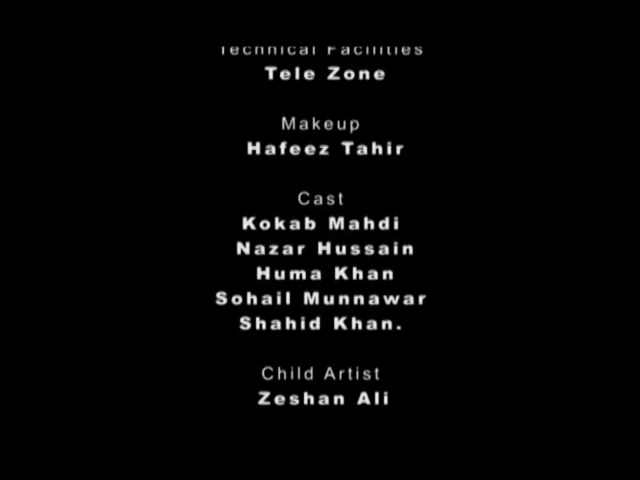 Technical Facilities
Tele Zone
Makeup
Hafeez Tahir
Cast
Kokab Mahdi
Nazar Hussain
Huma Khan
Sohail Munnawar
Shahid Khan.
Child Artist
Zeshan Ali